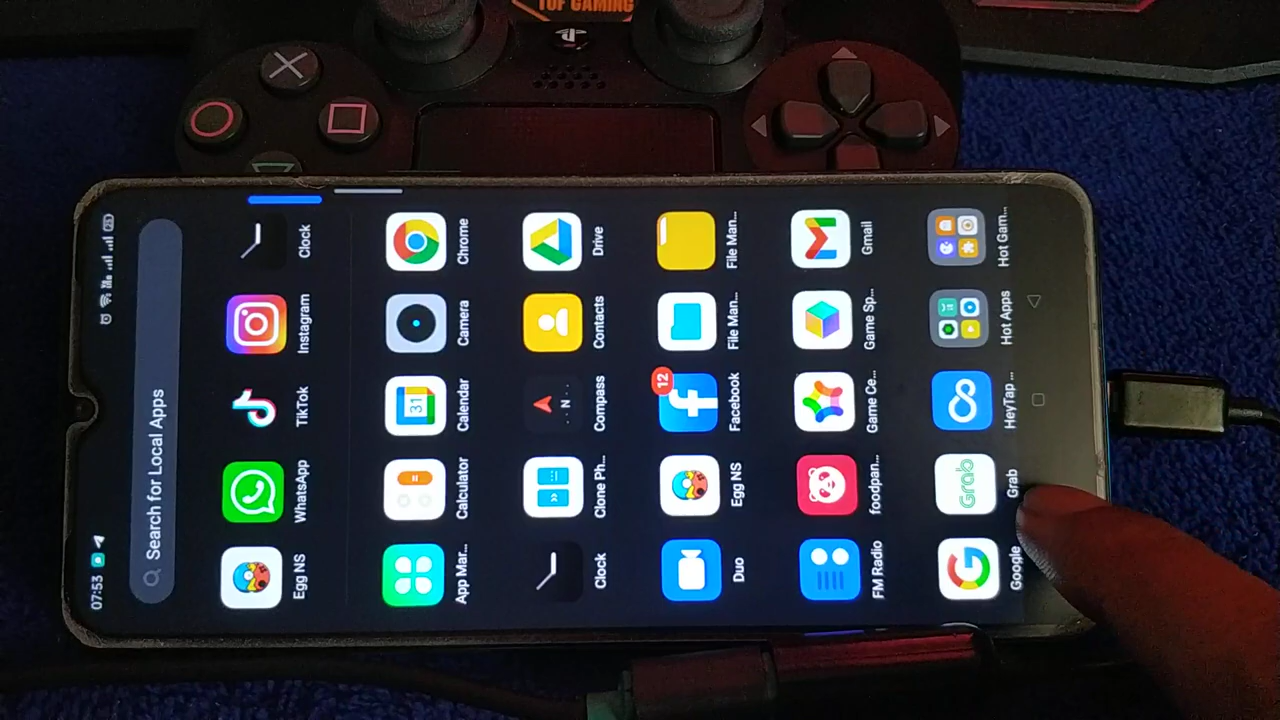 TUF GAMING
07:53
Search for Local Apps
Egg NS
WhatsApp
TikTok
Instagram
Clock
App Mar...
Calculator
Calendar
31
Camera
Chrome
Clock
Clone Ph...
Compass
N
Contacts
Drive
Duo
Egg NS
Facebook
12
File Man...
File Man...
FM Radio
foodpan...
Game Ce...
Game Sp...
Gmail
Google
Grab
Grab
HeyTap ...
Hot Apps
Hot Gam...